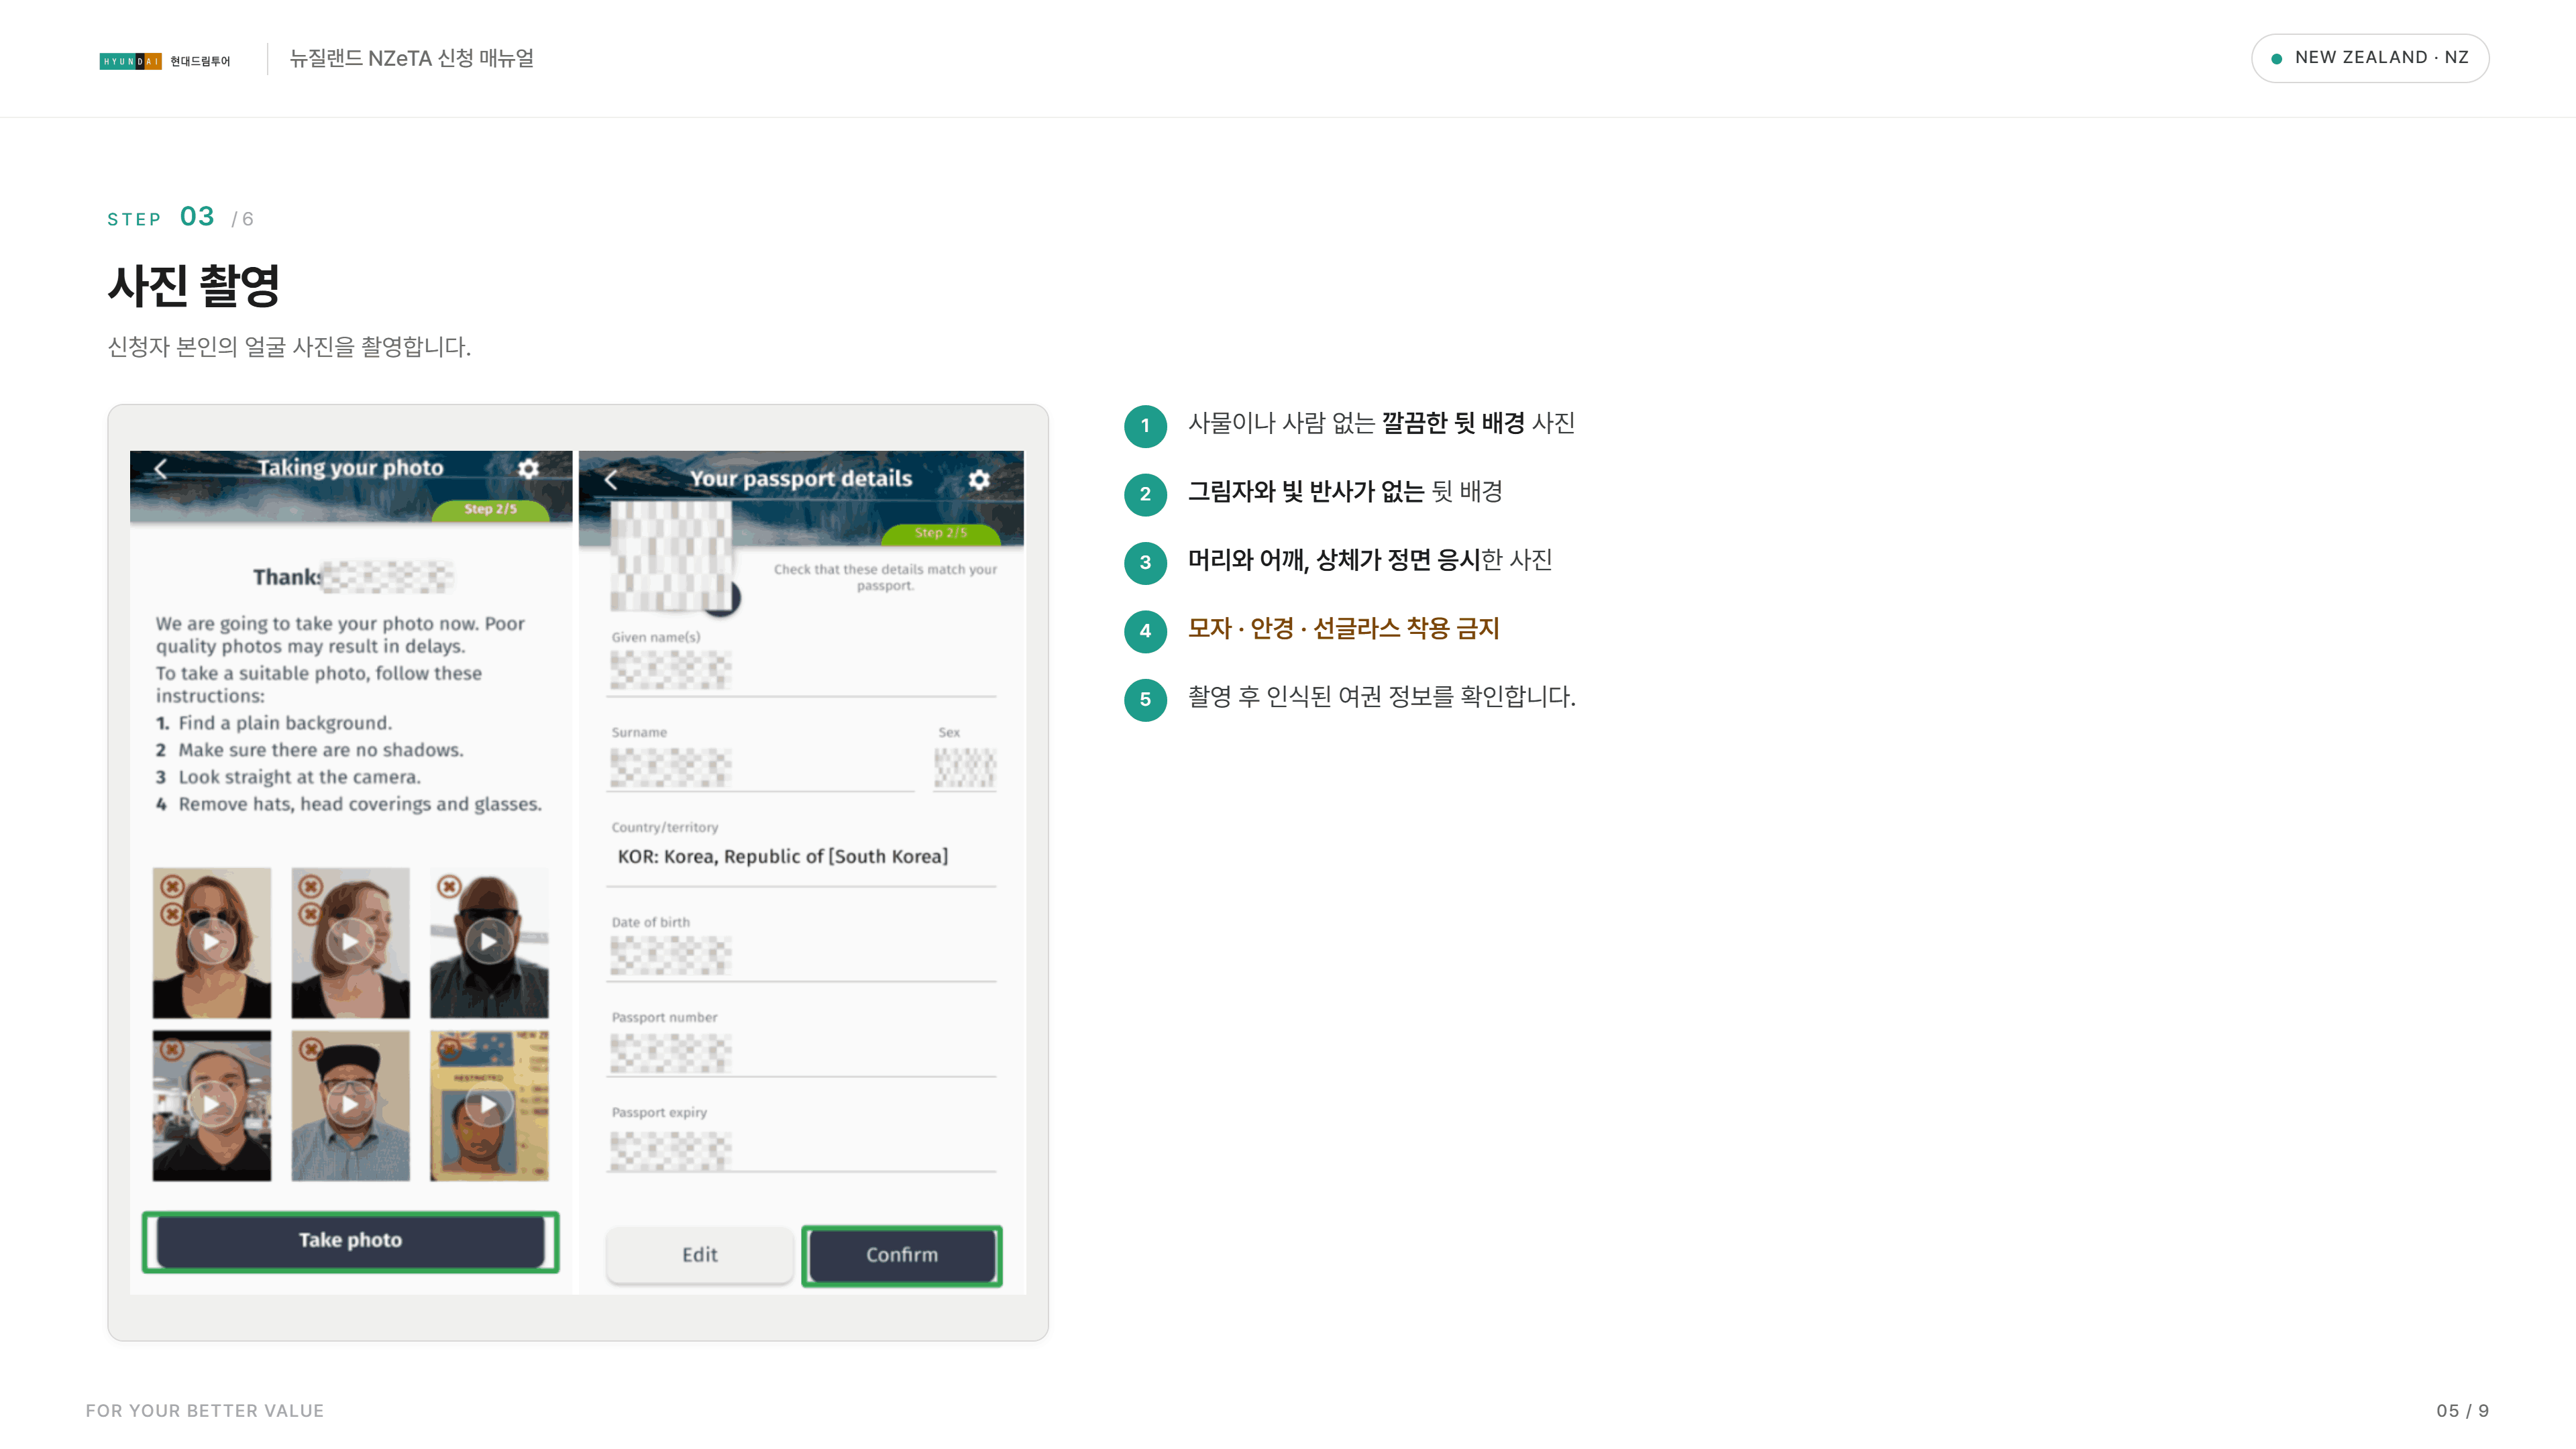 HYUNDAI 현대드림투어
뉴질랜드 NZeTA 신청 매뉴얼
NEW ZEALAND · NZ
STEP 03 / 6
사진 촬영
신청자 본인의 얼굴 사진을 촬영합니다.
Taking your photo
Step 2/5
Thanks
We are going to take your photo now. Poor
quality photos may result in delays.
To take a suitable photo, follow these
instructions:
1. Find a plain background.
2 Make sure there are no shadows.
3 Look straight at the camera.
4 Remove hats, head coverings and glasses.
RESTRICTED
Take photo
Your passport details
Step 2/5
Check that these details match your
passport.
Given name(s)
Surname
Sex
Country/territory
KOR: Korea, Republic of [South Korea]
Date of birth
Passport number
Passport expiry
Edit
Confirm
1 사물이나 사람 없는 깔끔한 뒷 배경 사진
2 그림자와 빛 반사가 없는 뒷 배경
3 머리와 어깨, 상체가 정면 응시한 사진
4 모자 · 안경 · 선글라스 착용 금지
5 촬영 후 인식된 여권 정보를 확인합니다.
FOR YOUR BETTER VALUE
05 / 9